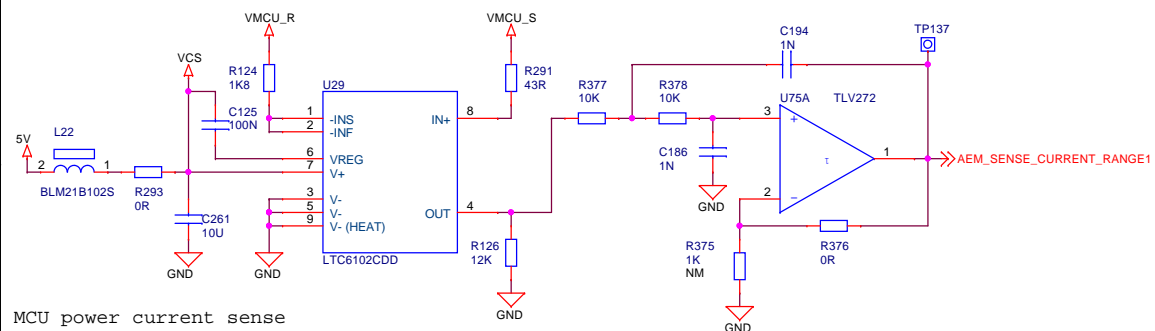 VMCU_R
VMCU_S
C194
1N
TP137
VCS
R124
1K8
U29
R291
43R
R377
10K
R378
10K
U75A
TLV272
C125
100N
1
-INS
2
-INF
IN+
8
3
+
5V
L22
2
1
BLM21B102S
R293
0R
6
VREG
7
V+
C186
1N
τ
1
AEM_SENSE_CURRENT_RANGE1
GND
2
−
C261
10U
3
V-
5
V-
9
V- (HEAT)
OUT
4
R126
12K
R376
0R
R375
1K
NM
GND
GND
LTC6102CDD
GND
GND
MCU power current sense